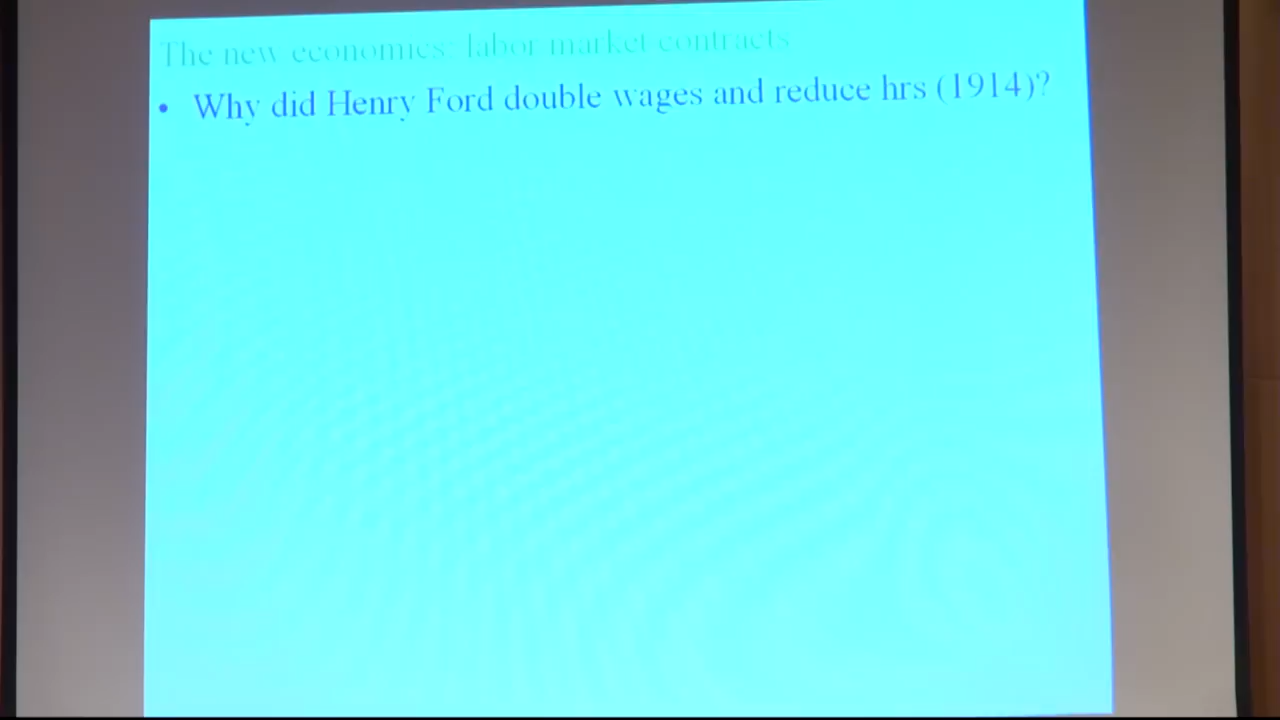 The new economics: labor market contracts
• Why did Henry Ford double wages and reduce hrs (1914)?